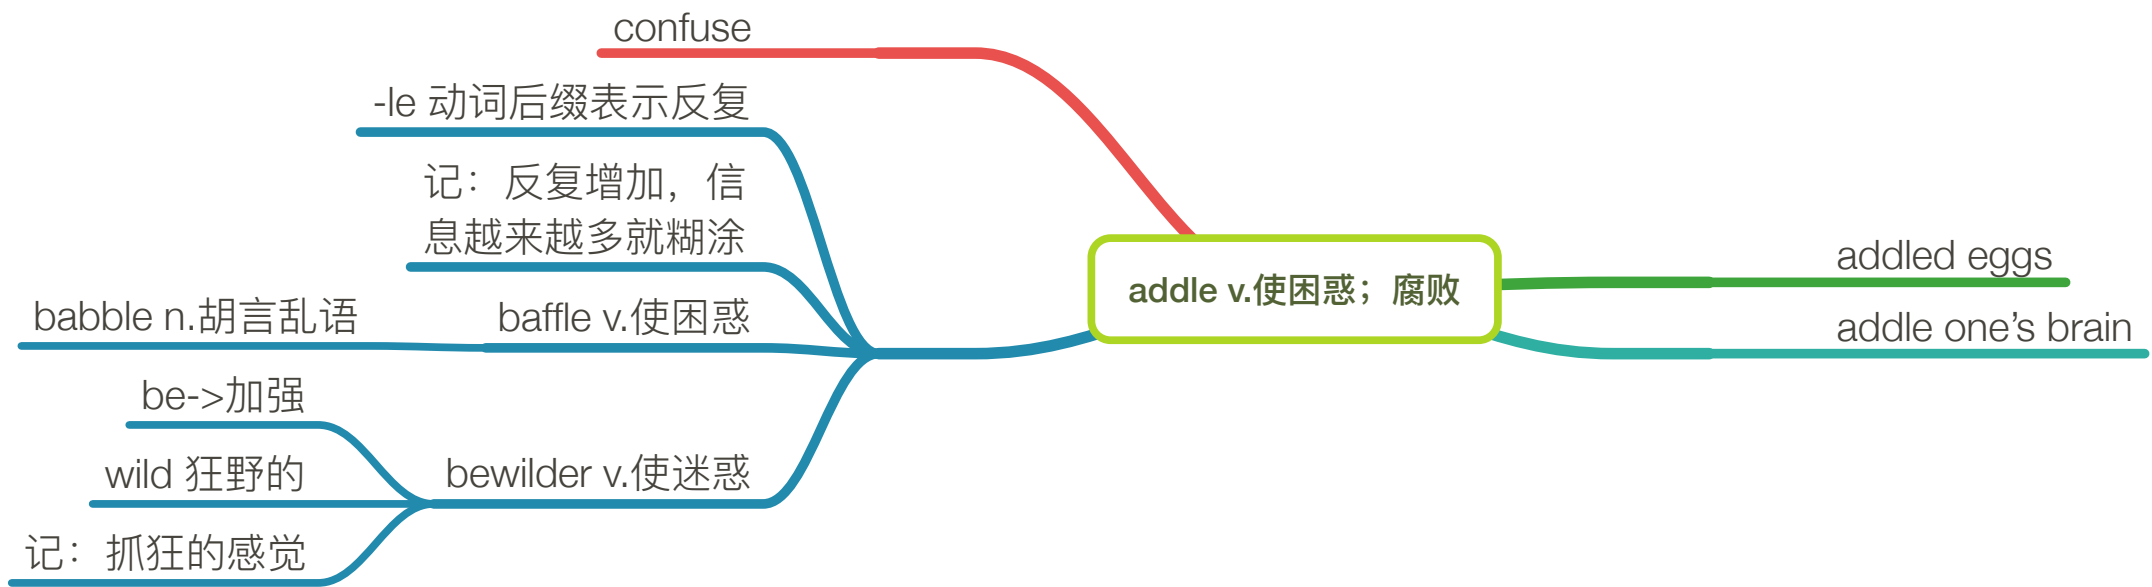 confuse
-le 动词后缀表示反复
记：反复增加，信
息越来越多就糊涂
babble n.胡言乱语
baffle v.使困惑
be->加强
wild 狂野的
记：抓狂的感觉
bewilder v.使迷惑
addle v.使困惑；腐败
addled eggs
addle one’s brain